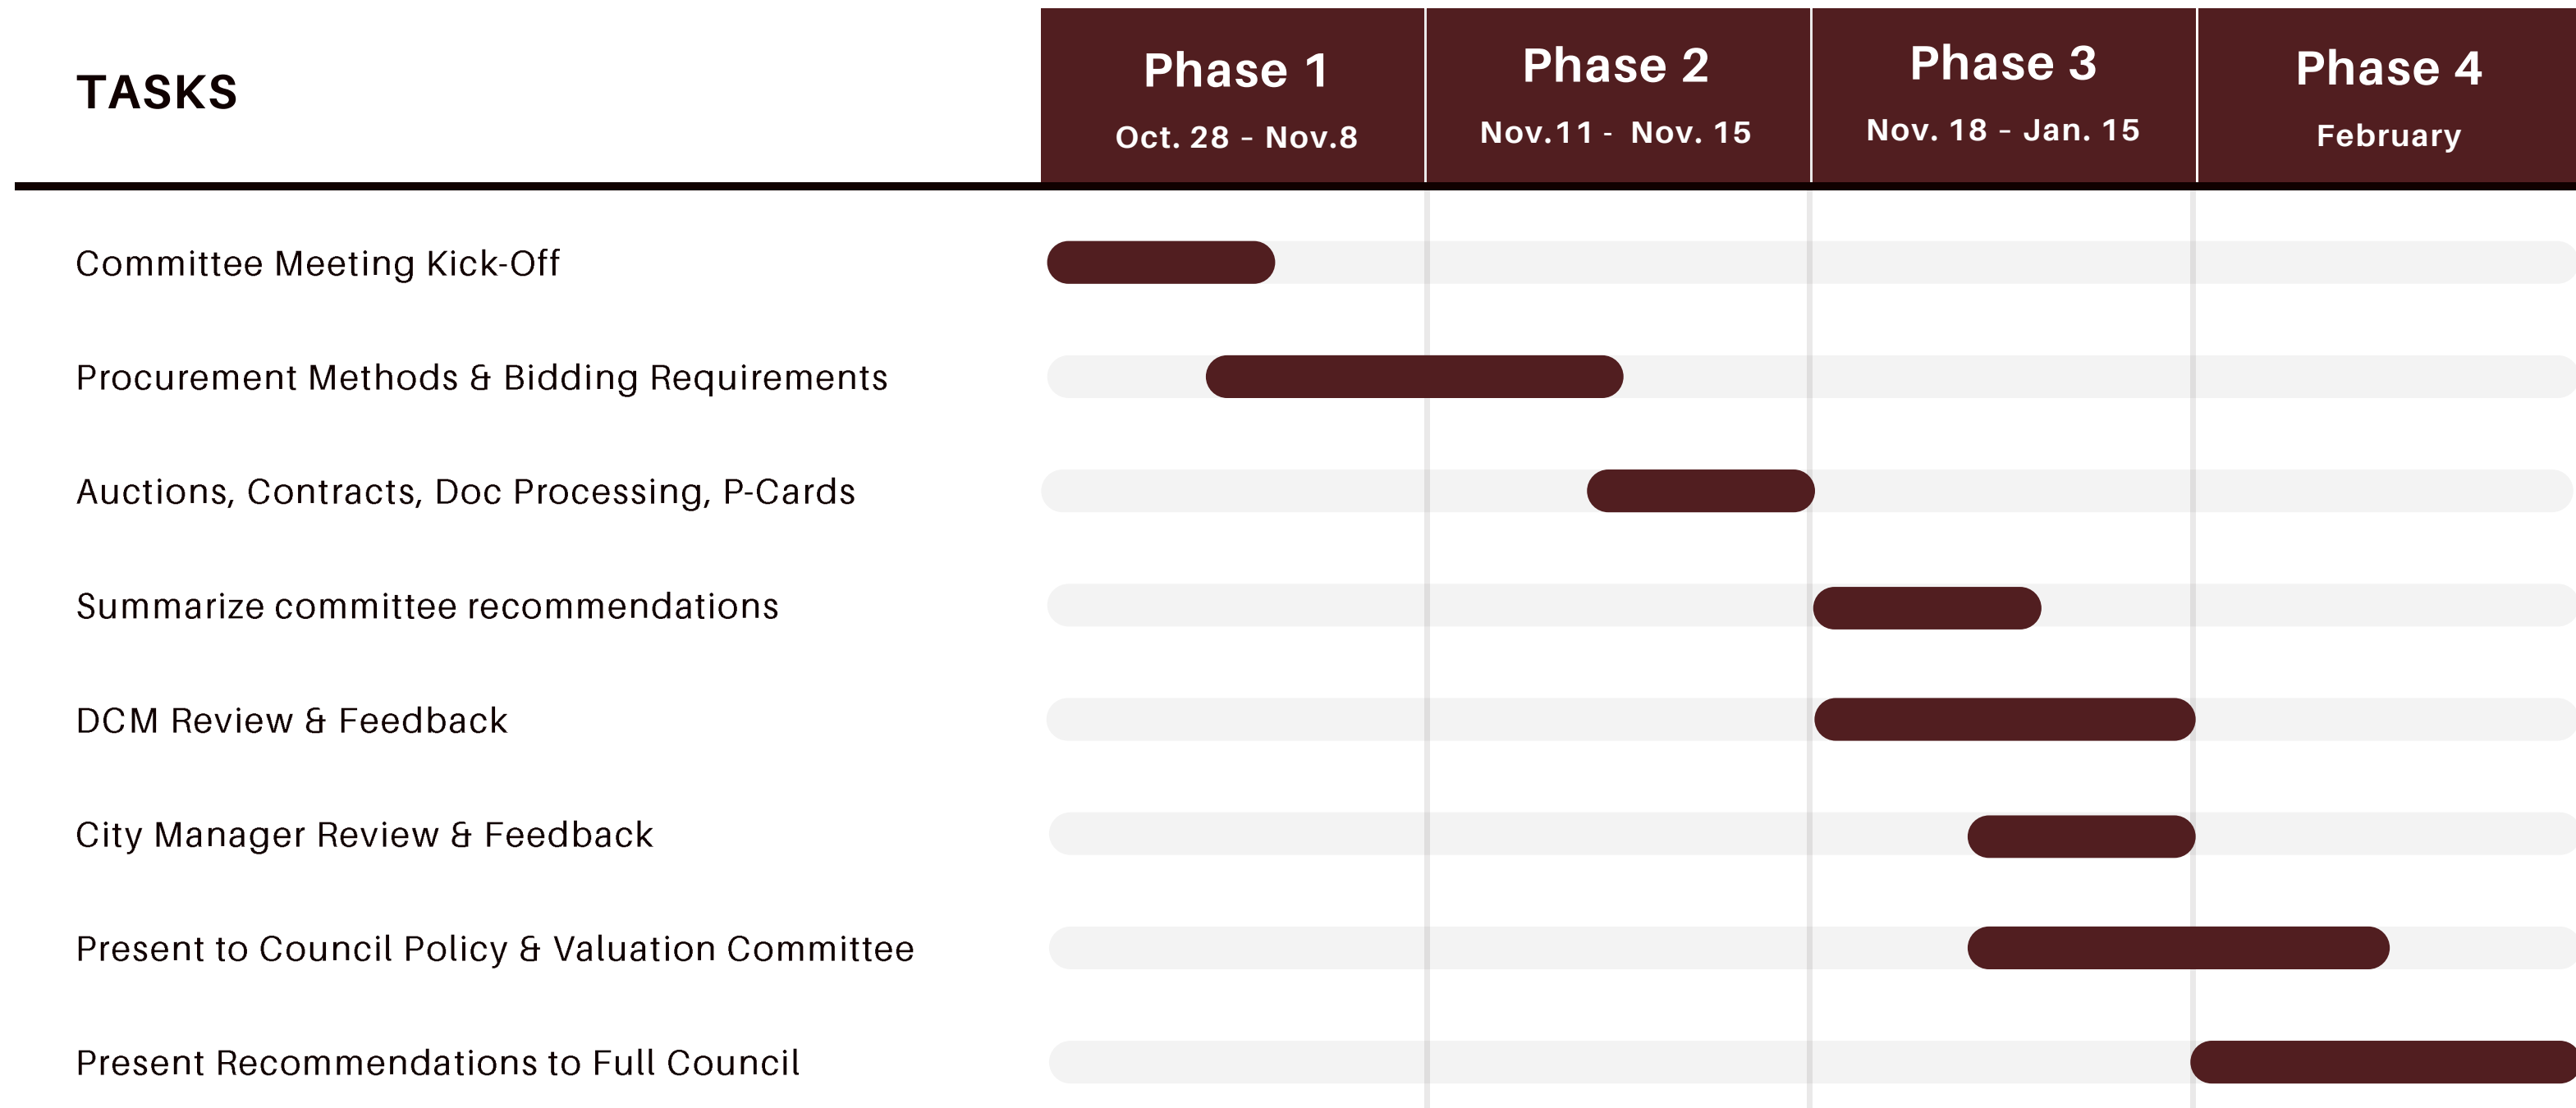 TASKS
Phase 1
Oct. 28 – Nov.8
Phase 2
Nov.11 - Nov. 15
Phase 3
Nov. 18 – Jan. 15
Phase 4
February
Committee Meeting Kick-Off
Procurement Methods & Bidding Requirements
Auctions, Contracts, Doc Processing, P-Cards
Summarize committee recommendations
DCM Review & Feedback
City Manager Review & Feedback
Present to Council Policy & Valuation Committee
Present Recommendations to Full Council